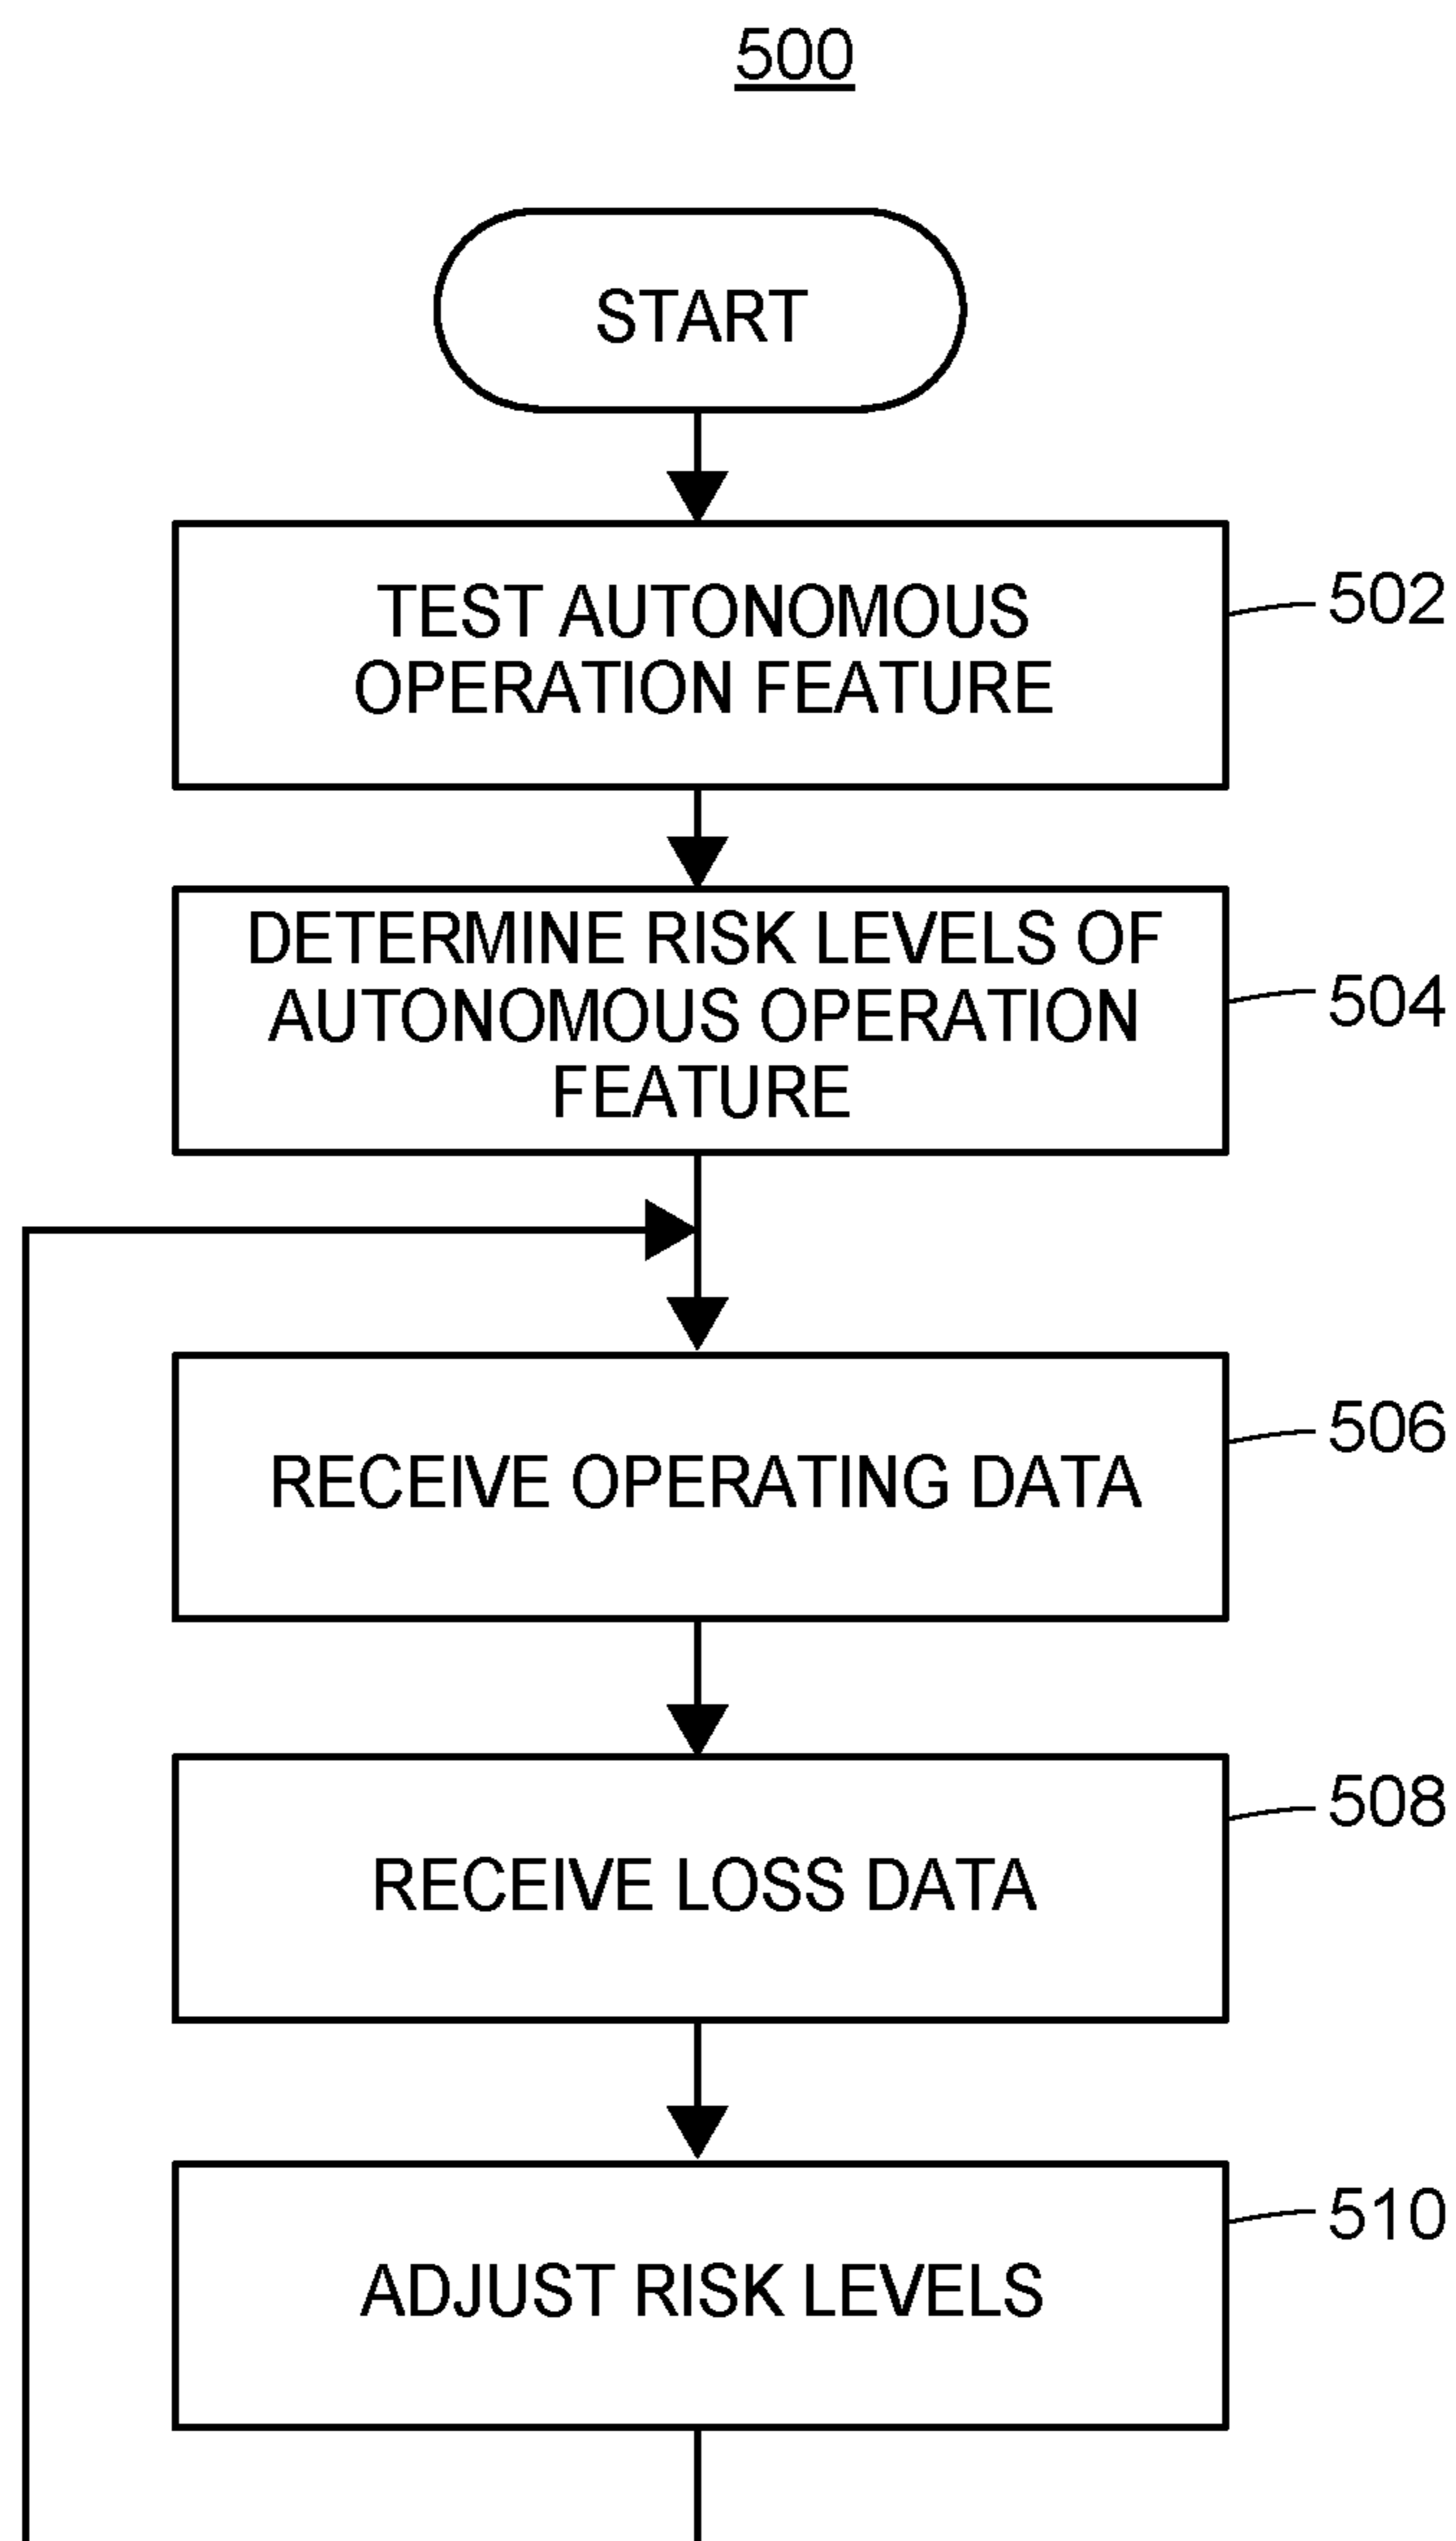 500
START
TEST AUTONOMOUS
OPERATION FEATURE
502
DETERMINE RISK LEVELS OF
AUTONOMOUS OPERATION
FEATURE
504
RECEIVE OPERATING DATA
506
RECEIVE LOSS DATA
508
ADJUST RISK LEVELS
510